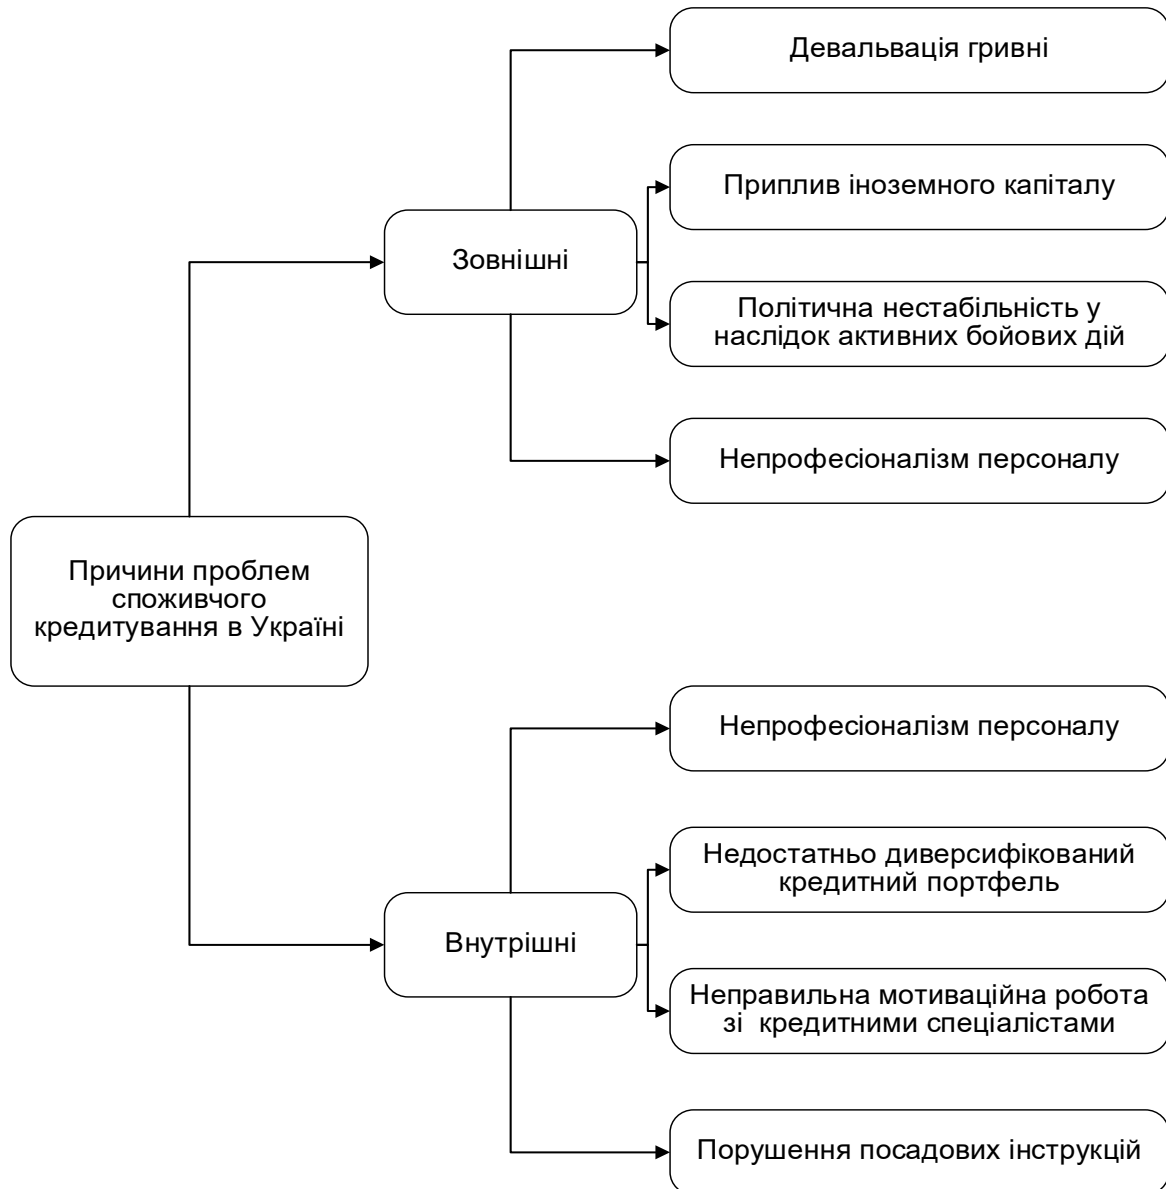 Девальвація гривні
Приплив іноземного капіталу
Зовнішні
Політична нестабільність у
наслідок активних бойових дій
Непрофесіоналізм персоналу
Причини проблем
споживчого
кредитування в Україні
Непрофесіоналізм персоналу
Недостатньо диверсифікований
кредитний портфель
Внутрішні
Неправильна мотиваційна робота
зі  кредитними спеціалістами
Порушення посадових інструкцій